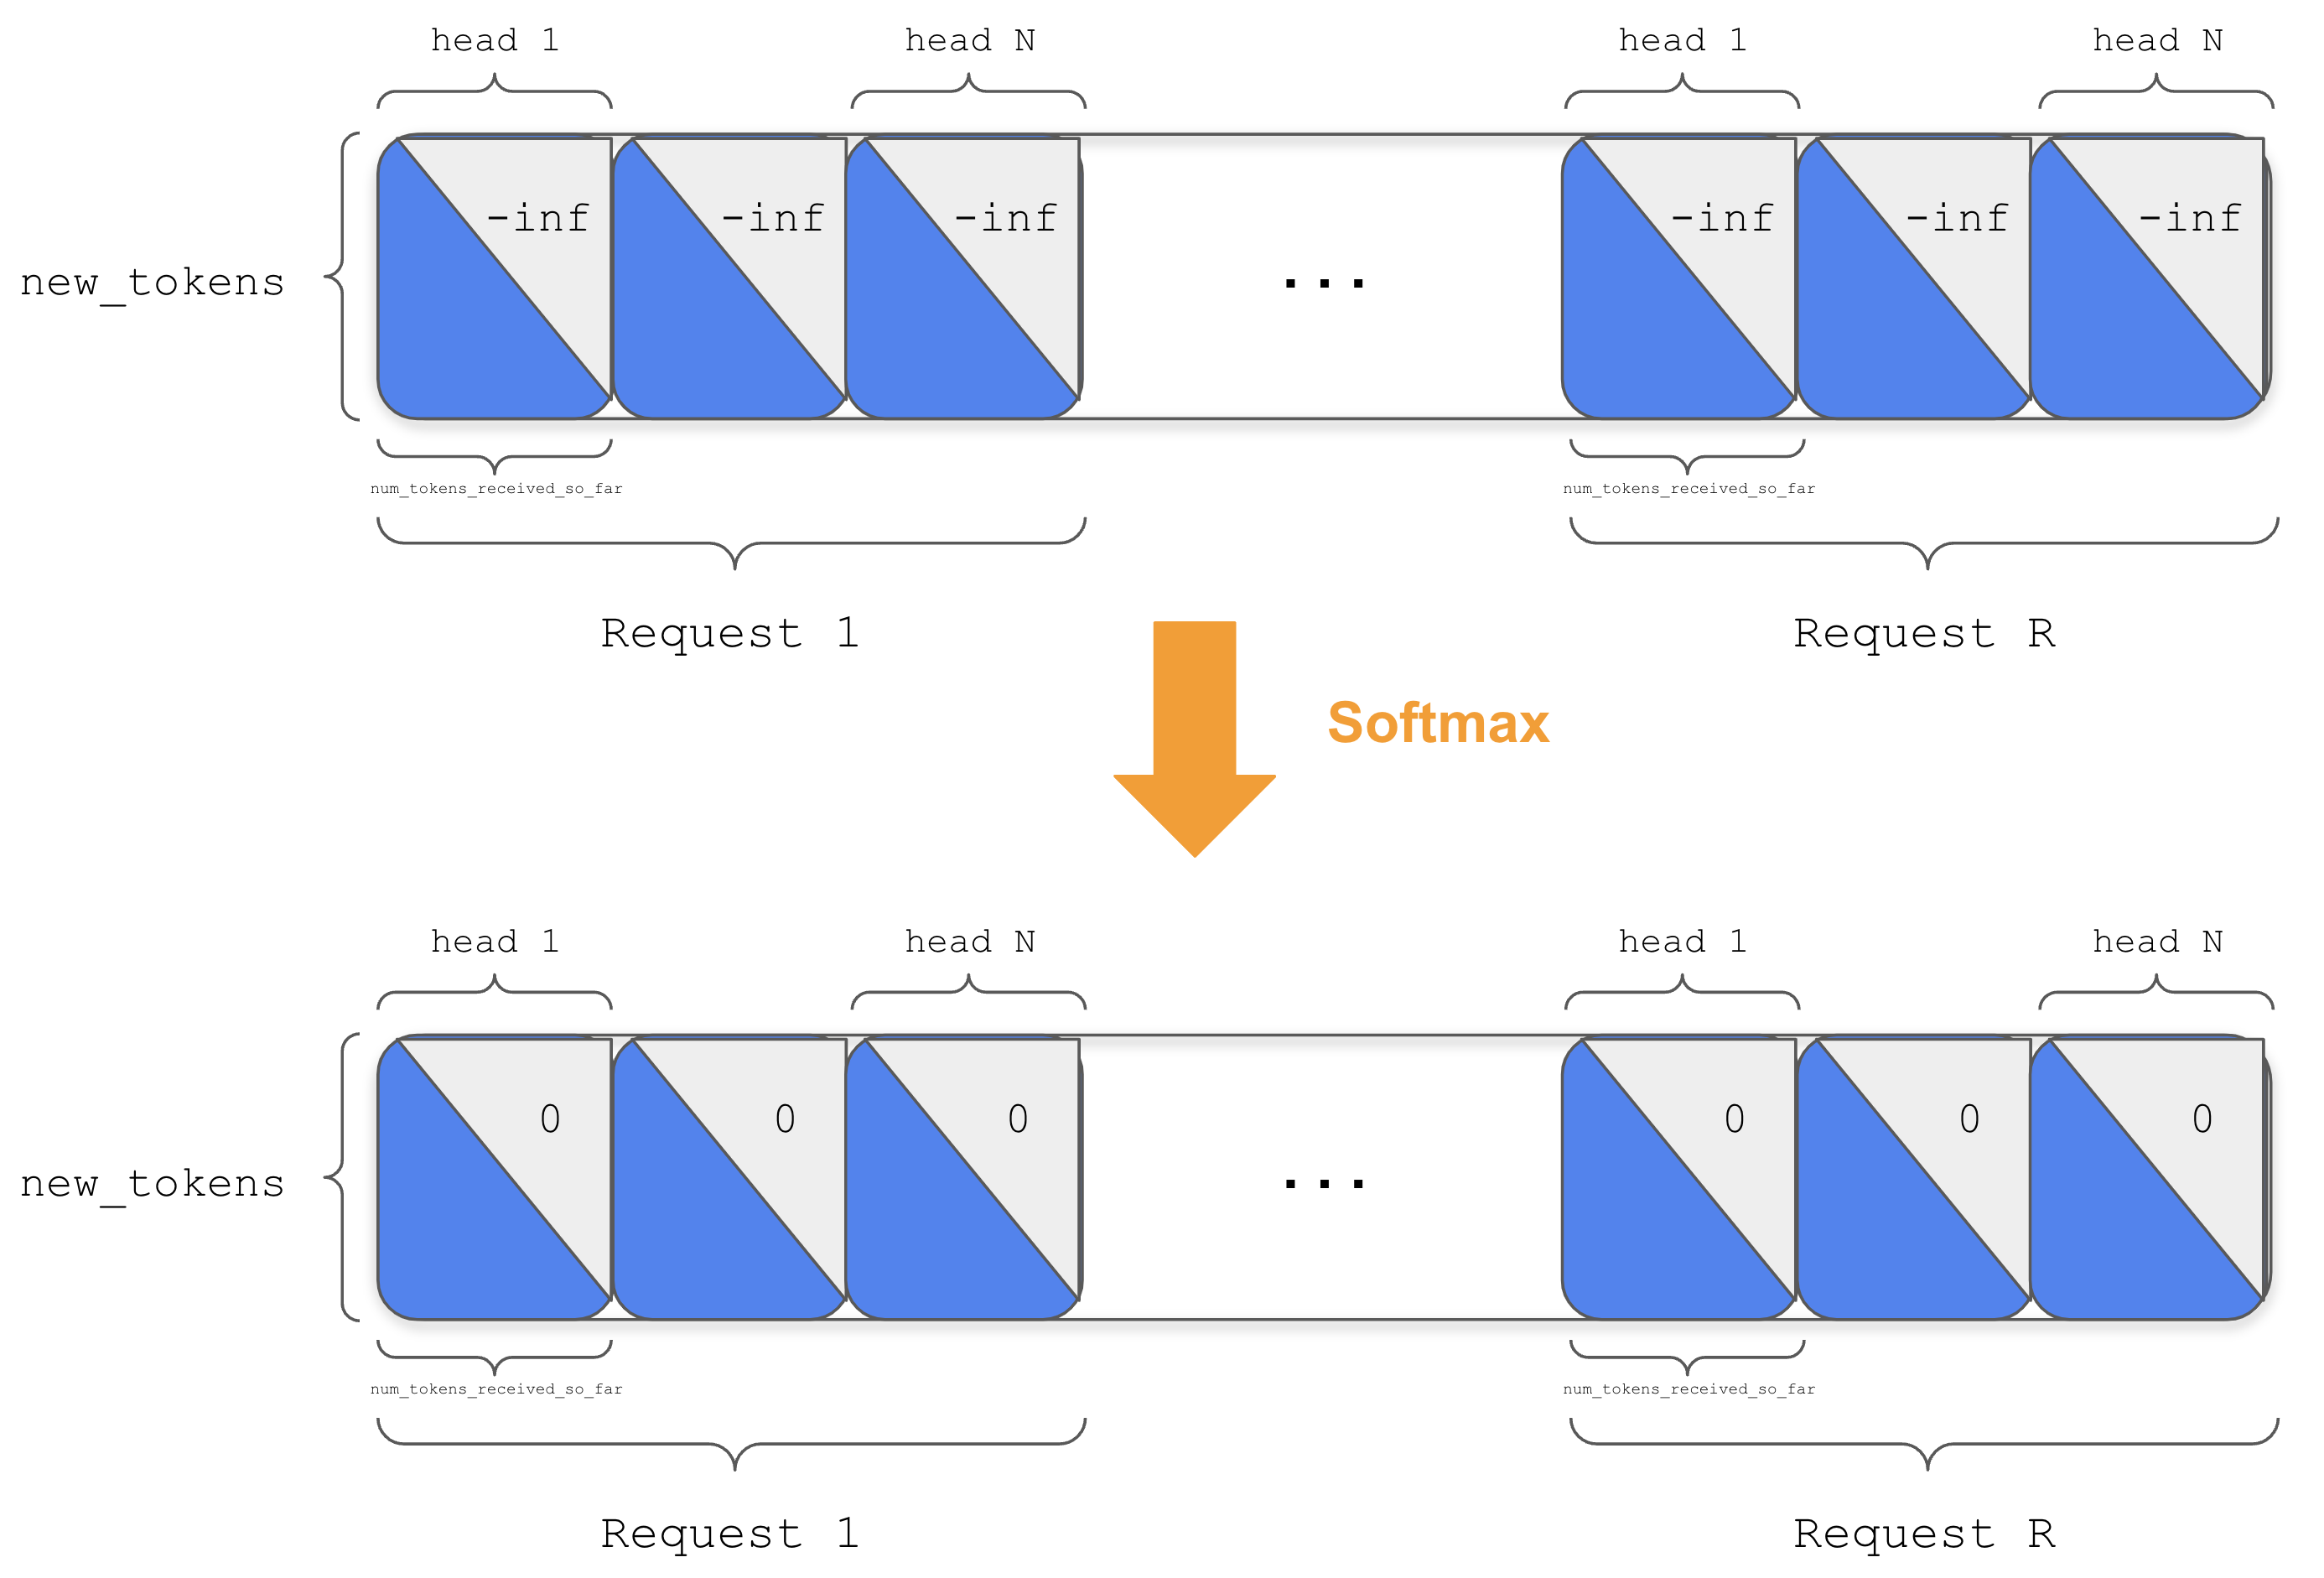 head 1
head N
head 1
head N
new_tokens
-inf
-inf
-inf
...
-inf
-inf
-inf
num_tokens_received_so_far
num_tokens_received_so_far
Request 1
Request R
Softmax
head 1
head N
head 1
head N
new_tokens
0
0
0
...
0
0
0
num_tokens_received_so_far
num_tokens_received_so_far
Request 1
Request R